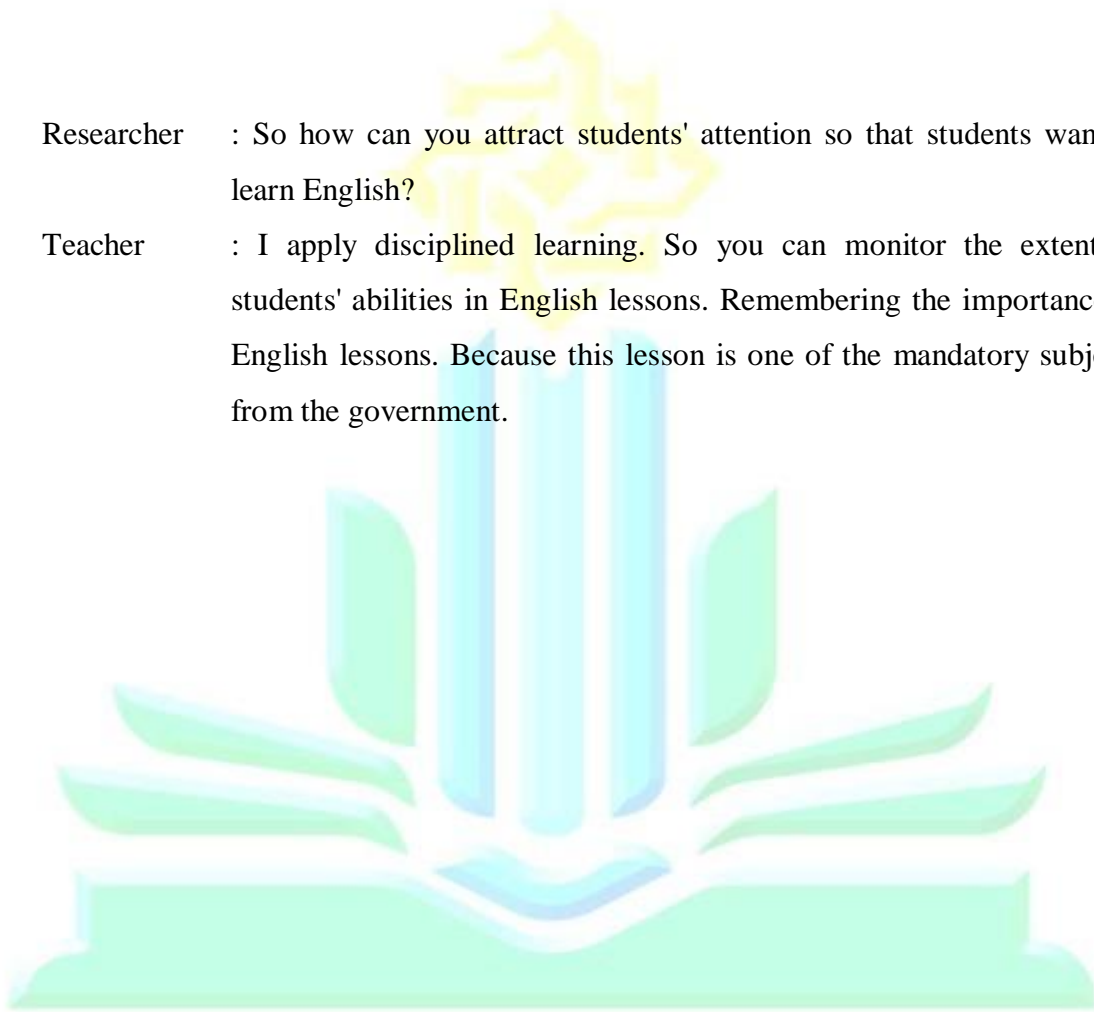 Researcher : So how can you attract students' attention so that students wan
learn English?
Teacher : I apply disciplined learning. So you can monitor the extent
students' abilities in English lessons. Remembering the importanc
English lessons. Because this lesson is one of the mandatory subj
from the government.